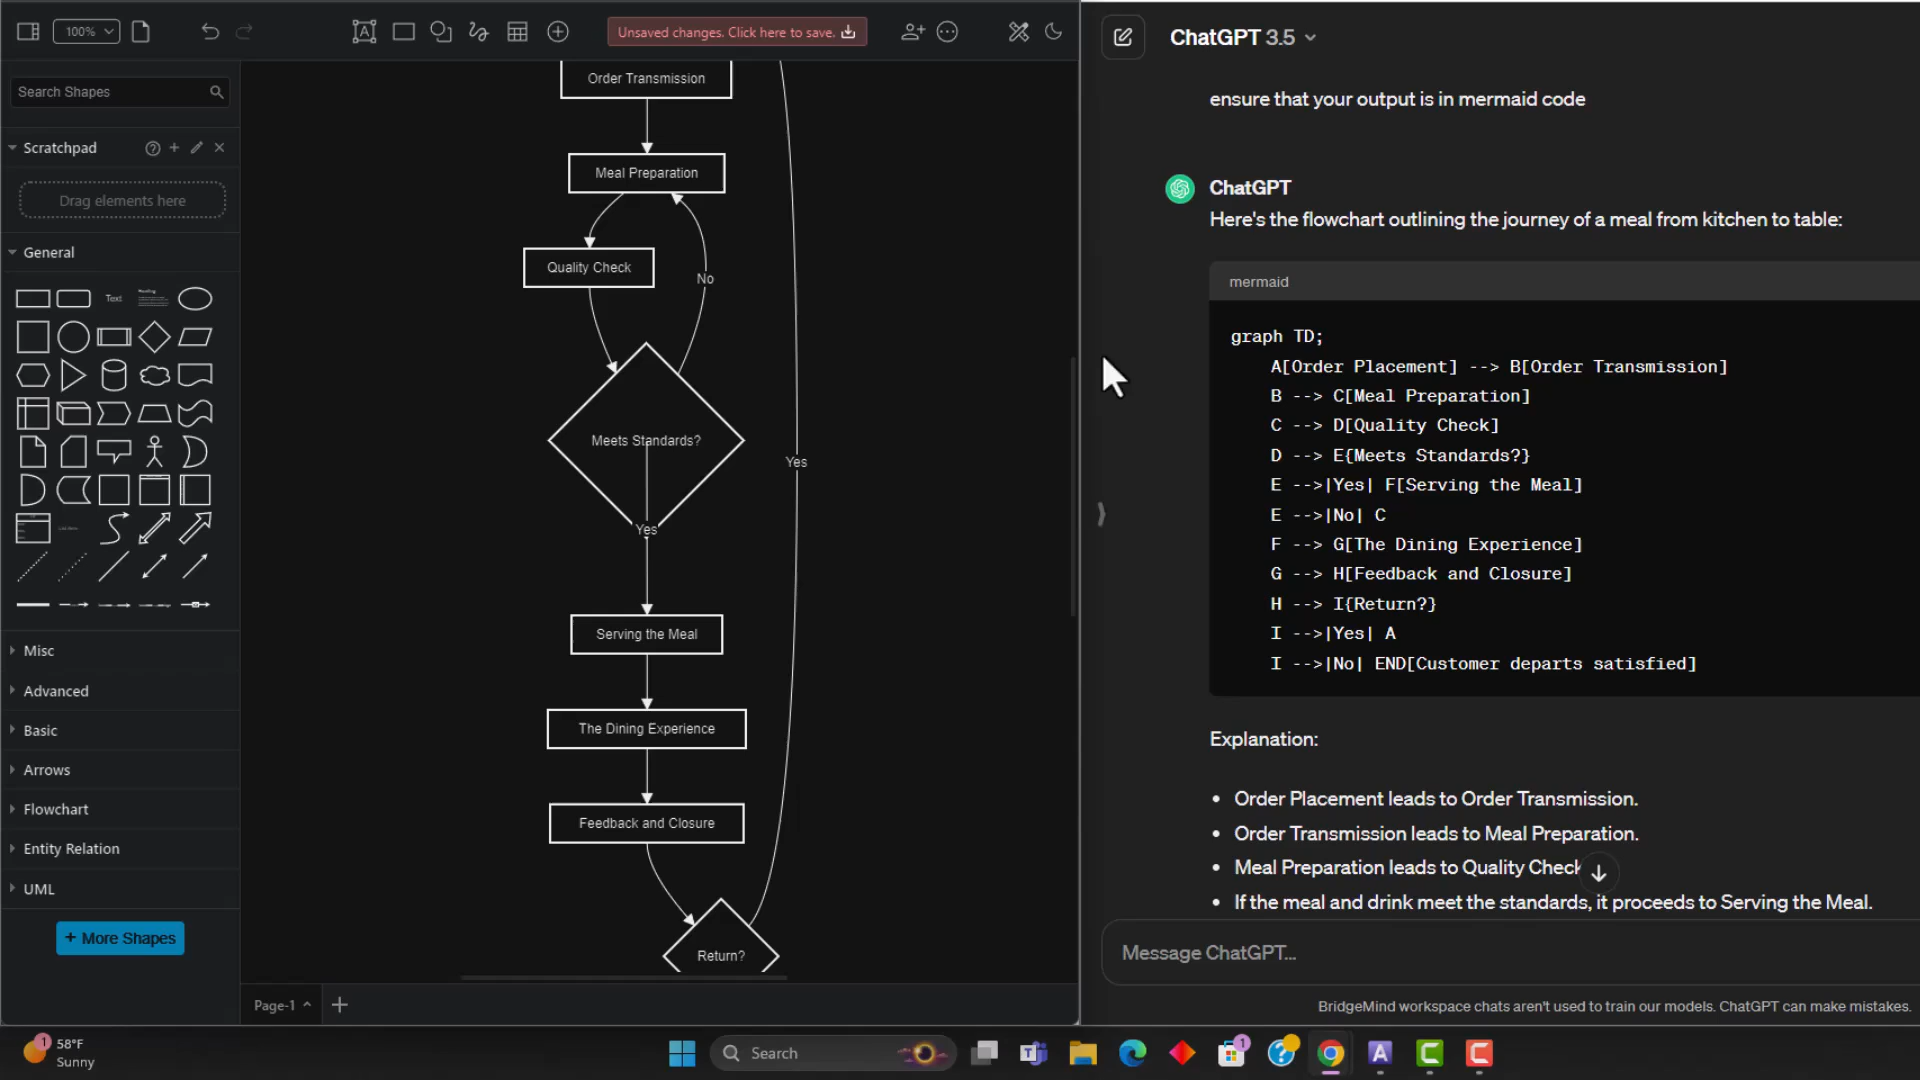 100%
Unsaved changes. Click here to save.
Search Shapes
Scratchpad
Drag elements here
General
Text
Heading
Misc
Advanced
Basic
Arrows
Flowchart
Entity Relation
UML
+ More Shapes
Order Transmission
Meal Preparation
Quality Check
No
Meets Standards?
Yes
Yes
Serving the Meal
The Dining Experience
Feedback and Closure
Return?
Page-1
ChatGPT 3.5
ensure that your output is in mermaid code
ChatGPT
Here's the flowchart outlining the journey of a meal from kitchen to table:
mermaid
graph TD;
A[Order Placement] --> B[Order Transmission]
B --> C[Meal Preparation]
C --> D[Quality Check]
D --> E{Meets Standards?}
E -->|Yes| F[Serving the Meal]
E -->|No| C
F --> G[The Dining Experience]
G --> H[Feedback and Closure]
H --> I{Return?}
I -->|Yes| A
I -->|No| END[Customer departs satisfied]
Explanation:
• Order Placement leads to Order Transmission.
• Order Transmission leads to Meal Preparation.
• Meal Preparation leads to Quality Check
• If the meal and drink meet the standards, it proceeds to Serving the Meal.
Message ChatGPT...
BridgeMind workspace chats aren't used to train our models. ChatGPT can make mistakes.
1
58°F
Sunny
Search
1